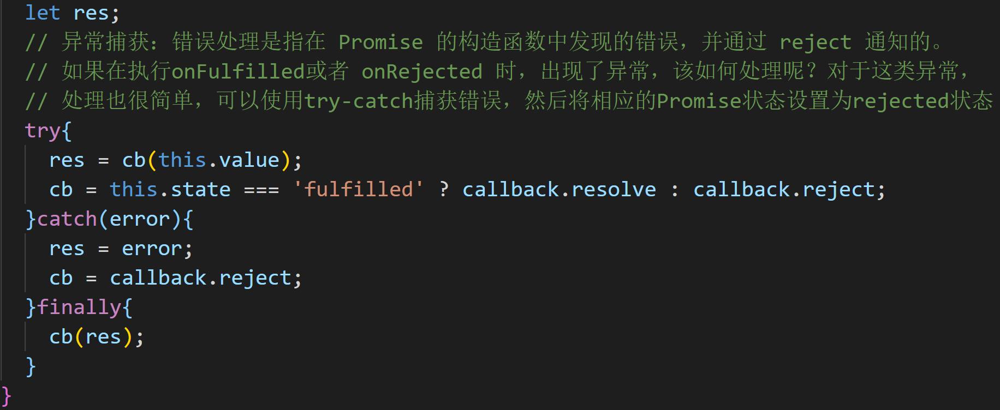 let res;
// 异常捕获：错误处理是指在 Promise 的构造函数中发现的错误，并通过 reject 通知的。
// 如果在执行onFulfilled或者 onRejected 时，出现了异常，该如何处理呢？对于这类异常，
// 处理也很简单，可以使用try-catch捕获错误，然后将相应的Promise状态设置为rejected状态
try{
res = cb(this.value);
cb = this.state === 'fulfilled' ? callback.resolve : callback.reject;
}catch(error){
res = error;
cb = callback.reject;
}finally{
cb(res);
}
}